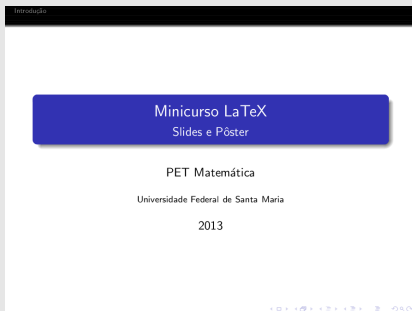 Introdução
Minicurso LaTeX
Slides e Pôster
PET Matemática
Universidade Federal de Santa Maria
2013